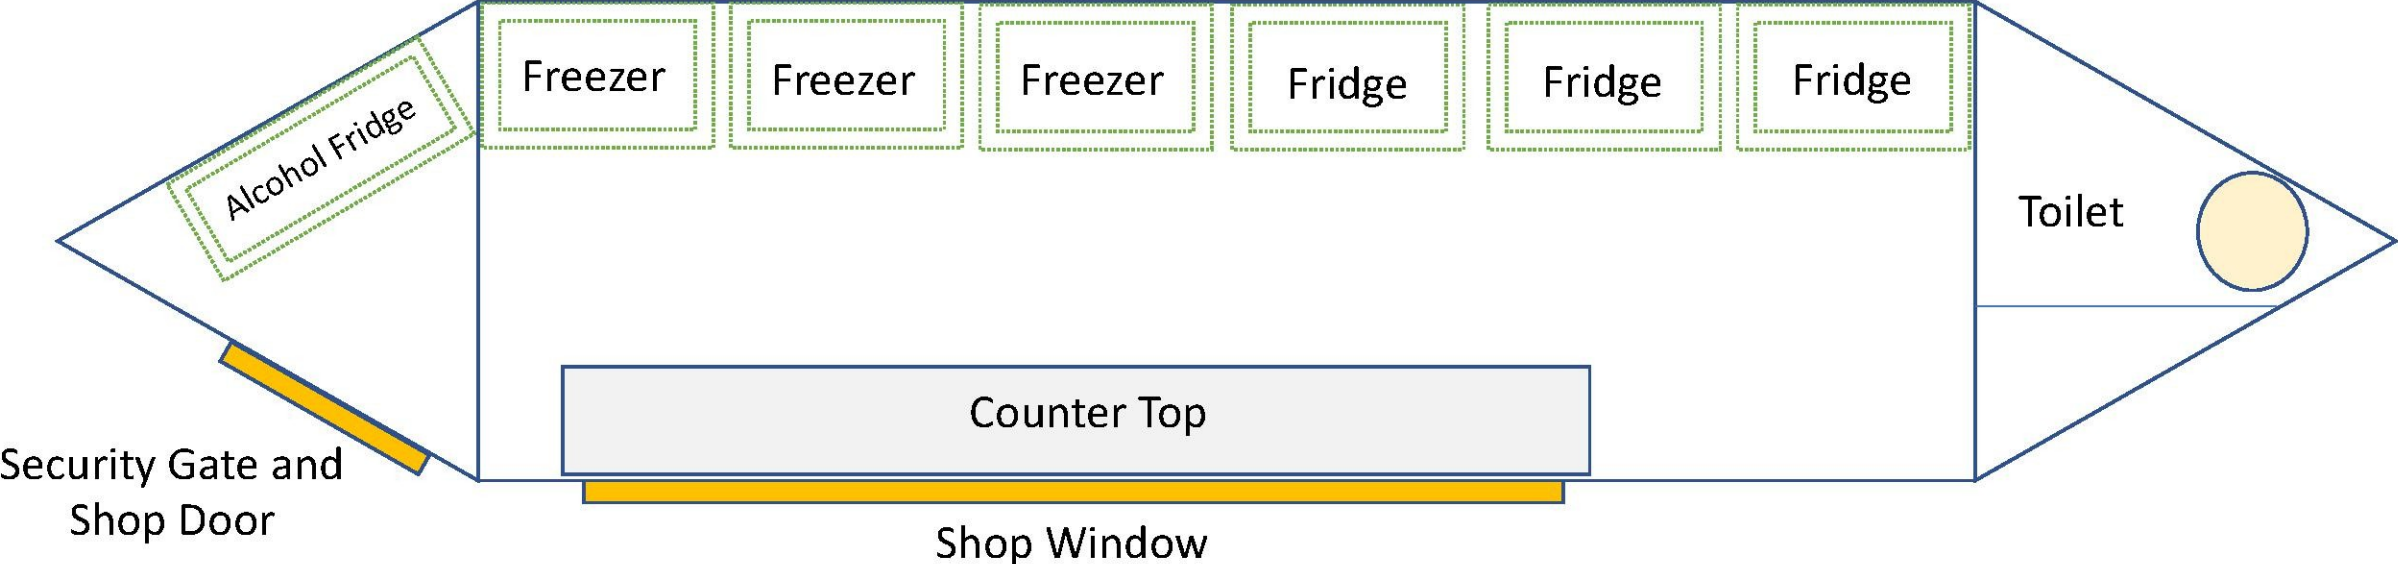 Alcohol Fridge
Freezer
Freezer
Freezer
Fridge
Fridge
Fridge
Toilet
Counter Top
Security Gate and
Shop Door
Shop Window